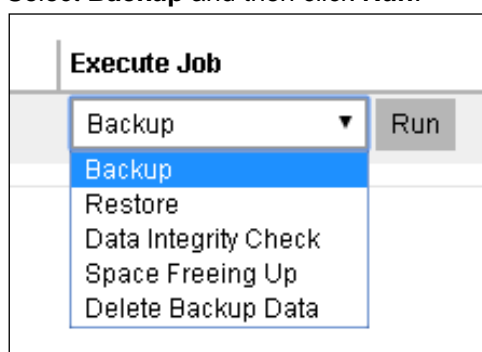 Select Backup and then click Run.
Execute Job
Backup ▼ Run
Backup
Restore
Data Integrity Check
Space Freeing Up
Delete Backup Data